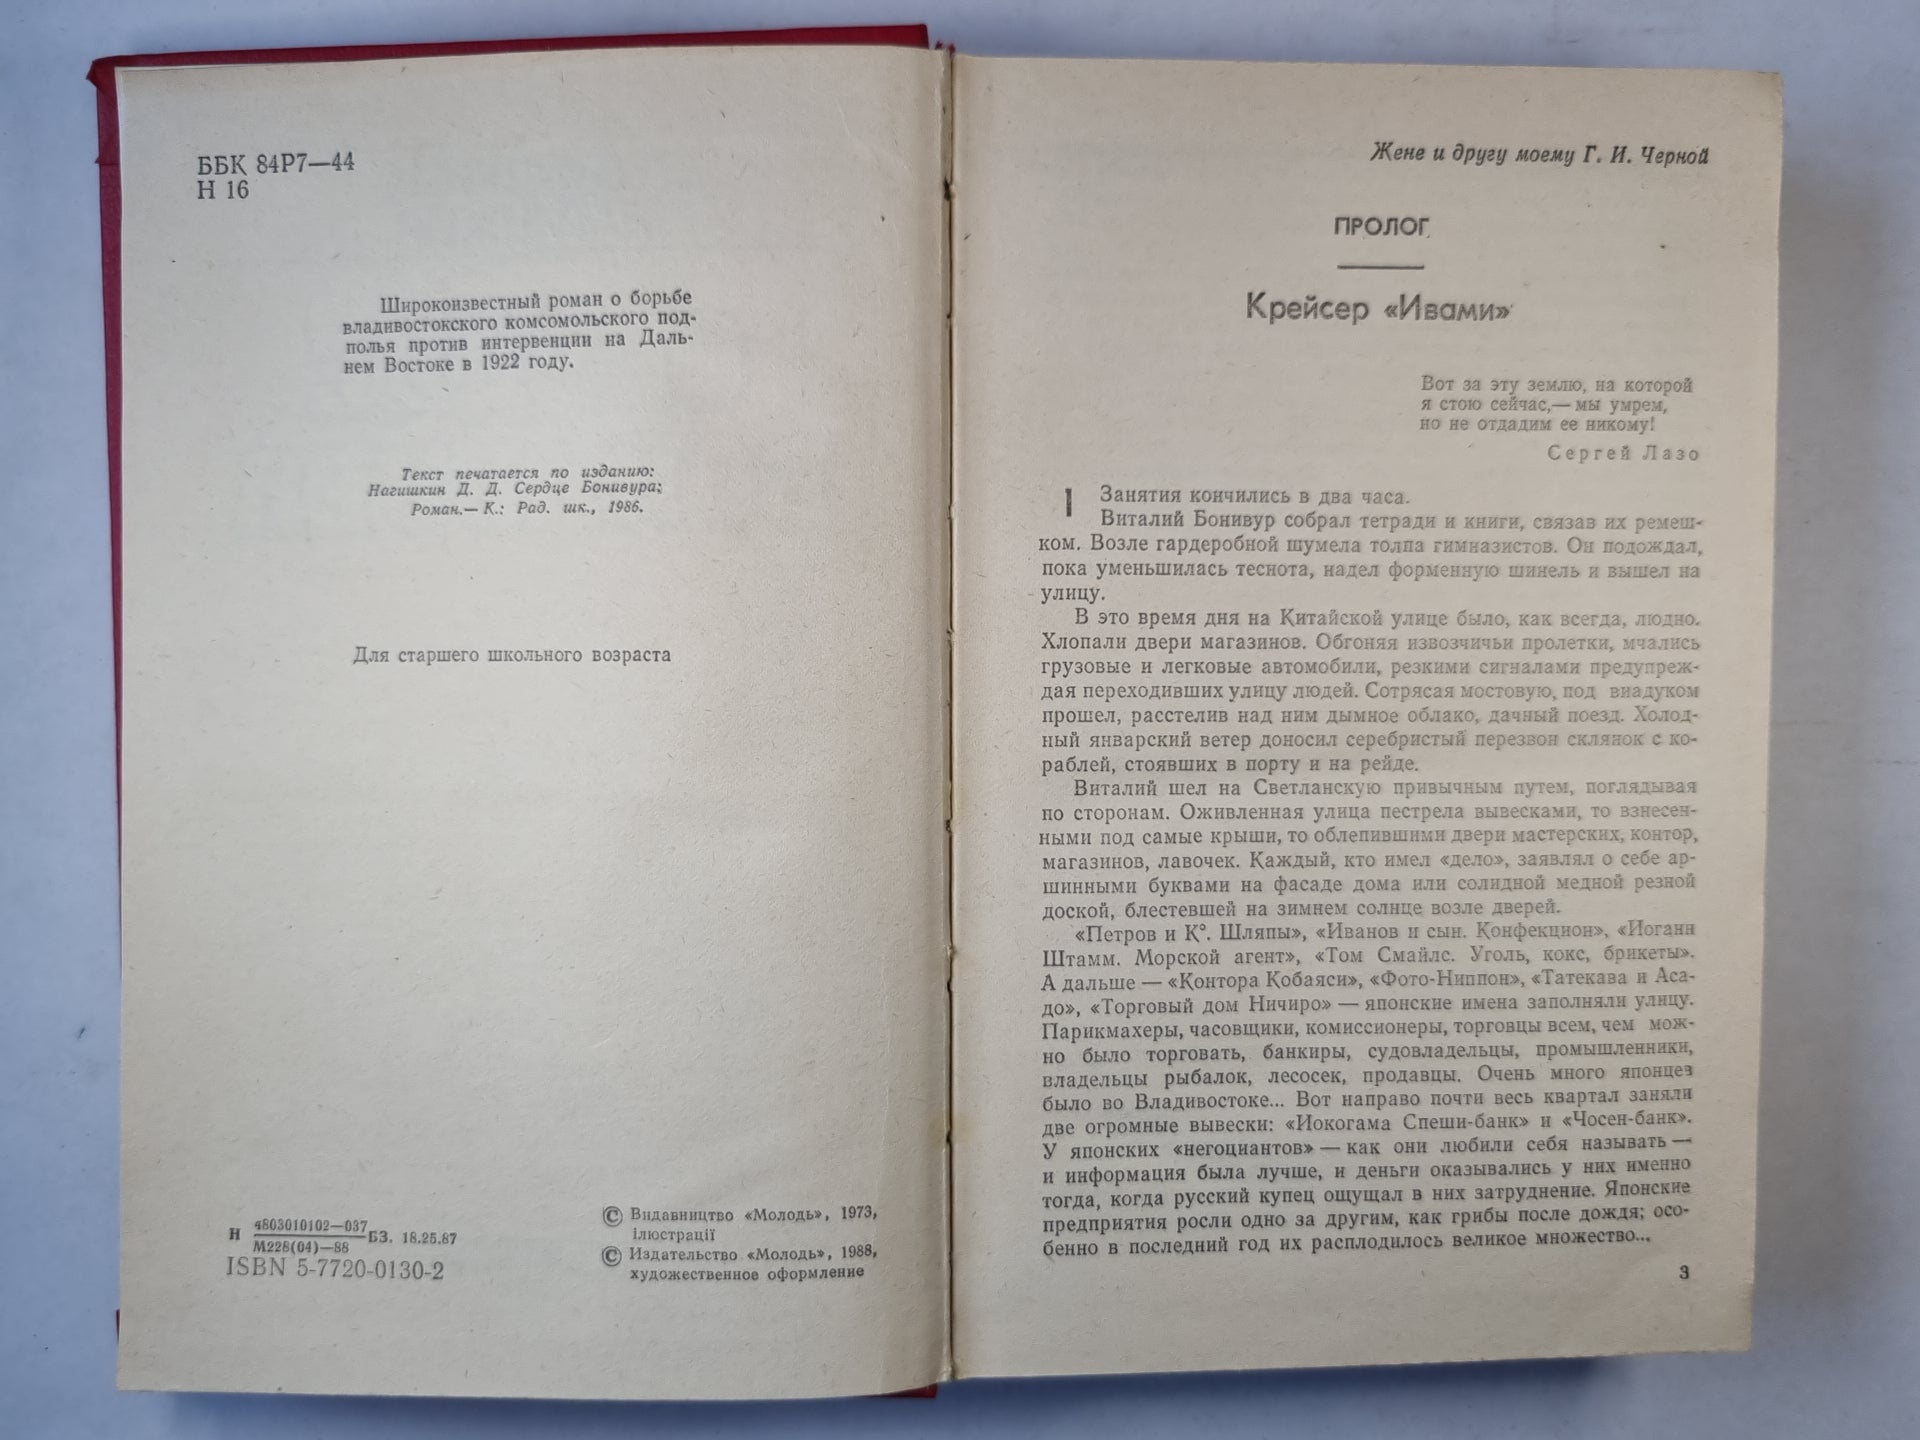 ББК 84Р7—44
Н 16
Широкоизвестный роман о борьбе
владивостокского комсомольского под-
полья против интервенции на Даль-
нем Востоке в 1922 году.
Текст печатается по изданию:
Нагишкин Д. Д. Сердце Бонивура:
Роман.— К.: Рад. шк., 1986.
Для старшего школьного возраста
Н 4803010102—037 БЗ. 18.25.87
М228(04)—88
ISBN 5-7720-0130-2
© Видавництво «Молодь», 1973,
ілюстрації
© Издательство «Молодь», 1988,
художественное оформление
Жене и другу моему Г. И. Черной
ПРОЛОГ
Крейсер «Ивами»
Вот за эту землю, на которой
я стою сейчас,— мы умрем,
но не отдадим ее никому!
Сергей Лазо
I Занятия кончились в два часа.
Виталий Бонивур собрал тетради и книги, связав их ремеш-
ком. Возле гардеробной шумела толпа гимназистов. Он подождал,
пока уменьшилась теснота, надел форменную шинель и вышел на
улицу.
В это время дня на Китайской улице было, как всегда, людно.
Хлопали двери магазинов. Обгоняя извозчичьи пролетки, мчались
грузовые и легковые автомобили, резкими сигналами предупреж-
дая переходивших улицу людей. Сотрясая мостовую, под виадуком
прошел, расстелив над ним дымное облако, дачный поезд. Холод-
ный январский ветер доносил серебристый перезвон склянок с ко-
раблей, стоявших в порту и на рейде.
Виталий шел на Светланскую привычным путем, поглядывая
по сторонам. Оживленная улица пестрела вывесками, то взнесен-
ными под самые крыши, то облепившими двери мастерских, контор,
магазинов, лавочек. Каждый, кто имел «дело», заявлял о себе ар-
шинными буквами на фасаде дома или солидной медной резной
доской, блестевшей на зимнем солнце возле дверей.
«Петров и К°. Шляпы», «Иванов и сын. Конфекцион», «Иоганн
Штамм. Морской агент», «Том Смайлс. Уголь, кокс, брикеты».
А дальше — «Контора Кобаяси», «Фото-Ниппон», «Татекава и Аса-
до», «Торговый дом Ничиро» — японские имена заполняли улицу.
Парикмахеры, часовщики, комиссионеры, торговцы всем, чем мож-
но было торговать, банкиры, судовладельцы, промышленники,
владельцы рыбалок, лесосек, продавцы. Очень много японцев
было во Владивостоке... Вот направо почти весь квартал заняли
две огромные вывески: «Иокогама Спеши-банк» и «Чосен-банк».
У японских «негоциантов» — как они любили себя называть —
и информация была лучше, и деньги оказывались у них именно
тогда, когда русский купец ощущал в них затруднение. Японские
предприятия росли одно за другим, как грибы после дождя; осо-
бенно в последний год их расплодилось великое множество...
3